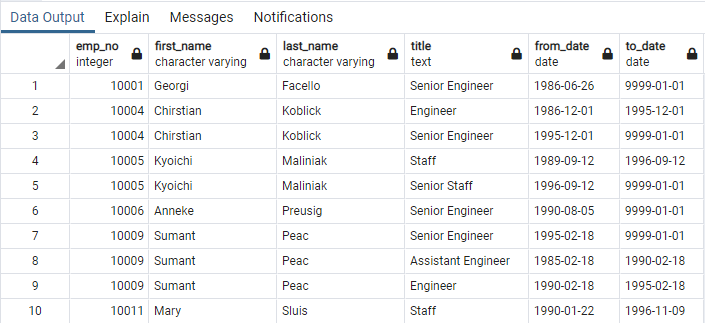 Data Output Explain Messages Notifications
emp_no first_name last_name title from_date to_date
integer character varying character varying text date date
1 10001 Georgi Facello Senior Engineer 1986-06-26 9999-01-01
2 10004 Chirstian Koblick Engineer 1986-12-01 1995-12-01
3 10004 Chirstian Koblick Senior Engineer 1995-12-01 9999-01-01
4 10005 Kyoichi Maliniak Staff 1989-09-12 1996-09-12
5 10005 Kyoichi Maliniak Senior Staff 1996-09-12 9999-01-01
6 10006 Anneke Preusig Senior Engineer 1990-08-05 9999-01-01
7 10009 Sumant Peac Senior Engineer 1995-02-18 9999-01-01
8 10009 Sumant Peac Assistant Engineer 1985-02-18 1990-02-18
9 10009 Sumant Peac Engineer 1990-02-18 1995-02-18
10 10011 Mary Sluis Staff 1990-01-22 1996-11-09